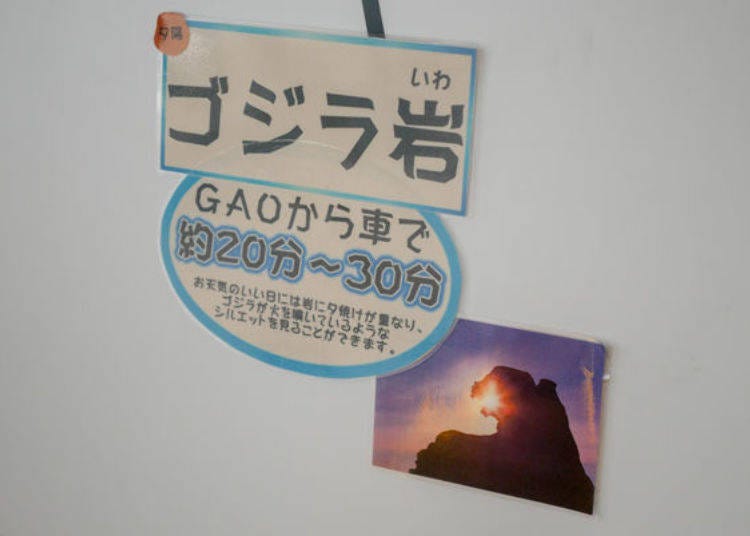 夕陽
いわ
ゴジラ岩
GAOから車で
約20分～30分
お天気のいい日には岩に夕焼けが重なり、
ゴジラが火を噴いているような
シルエットを見ることができます。